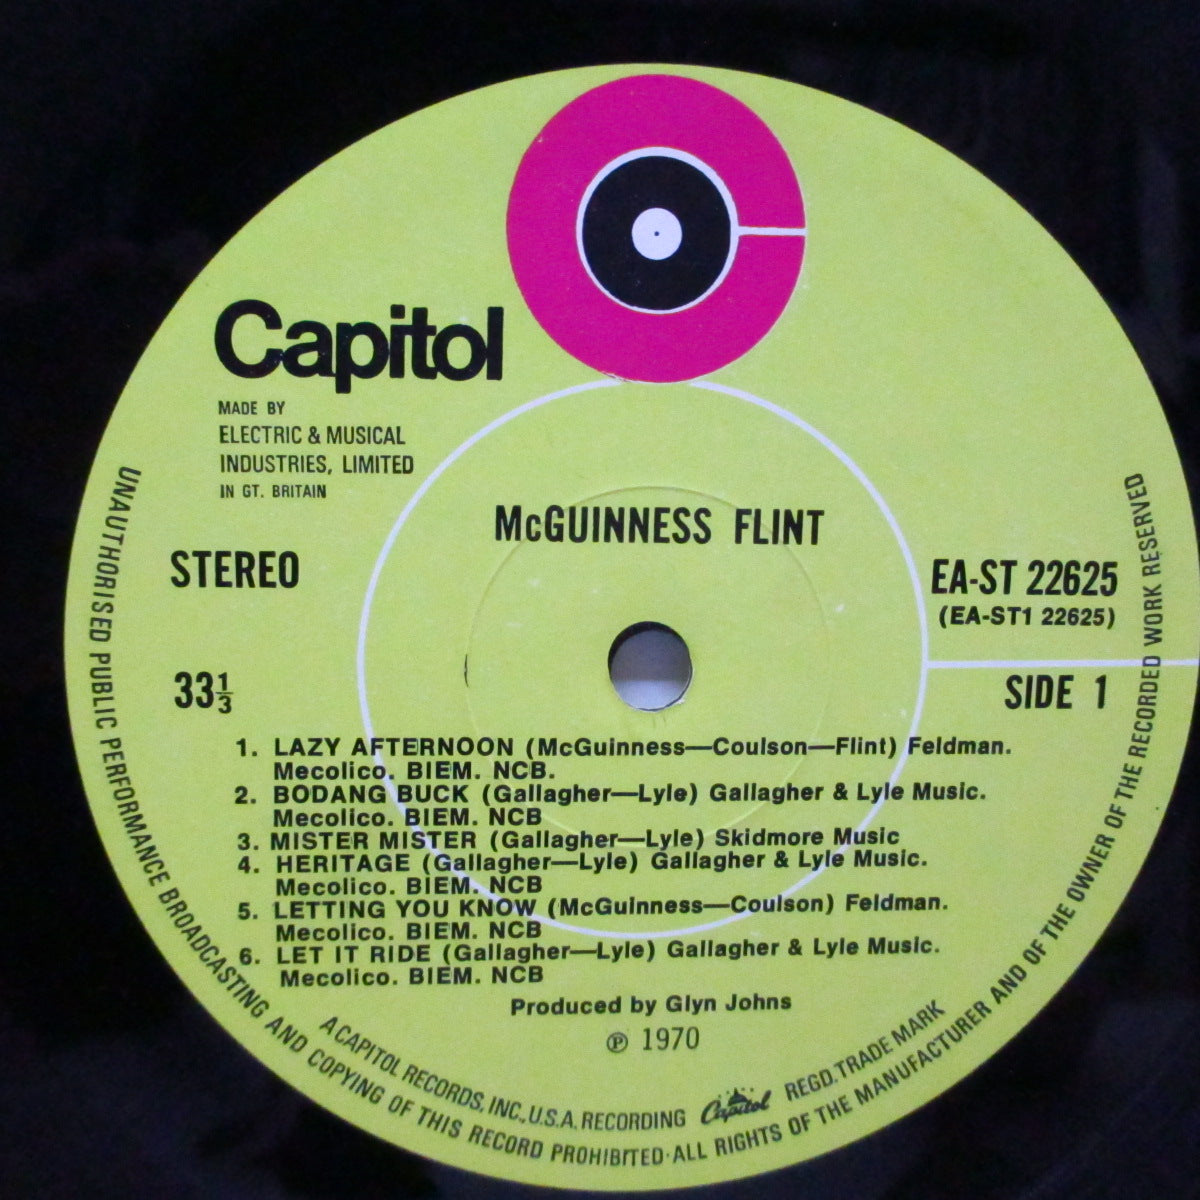 Capitol
MADE BY
ELECTRIC & MUSICAL
INDUSTRIES, LIMITED
IN GT. BRITAIN
McGUINNESS FLINT
STEREO
EA-ST 22625
(EA-ST1 22625)
33⅓
SIDE 1
1. LAZY AFTERNOON (McGuinness—Coulson—Flint) Feldman.
Mecolico. BIEM. NCB.
2. BODANG BUCK (Gallagher—Lyle) Gallagher & Lyle Music.
Mecolico. BIEM. NCB
3. MISTER MISTER (Gallagher—Lyle) Skidmore Music
4. HERITAGE (Gallagher—Lyle) Gallagher & Lyle Music.
Mecolico. BIEM. NCB
5. LETTING YOU KNOW (McGuinness—Coulson) Feldman.
Mecolico. BIEM. NCB
6. LET IT RIDE (Gallagher—Lyle) Gallagher & Lyle Music.
Mecolico. BIEM. NCB
Produced by Glyn Johns
℗ 1970
A CAPITOL RECORDS, INC., U.S.A. RECORDING Capitol REGD. TRADE MARK
UNAUTHORISED PUBLIC PERFORMANCE BROADCASTING AND COPYING OF THIS RECORD PROHIBITED·ALL RIGHTS OF THE MANUFACTURER AND OF THE OWNER OF THE RECORDED WORK RESERVED